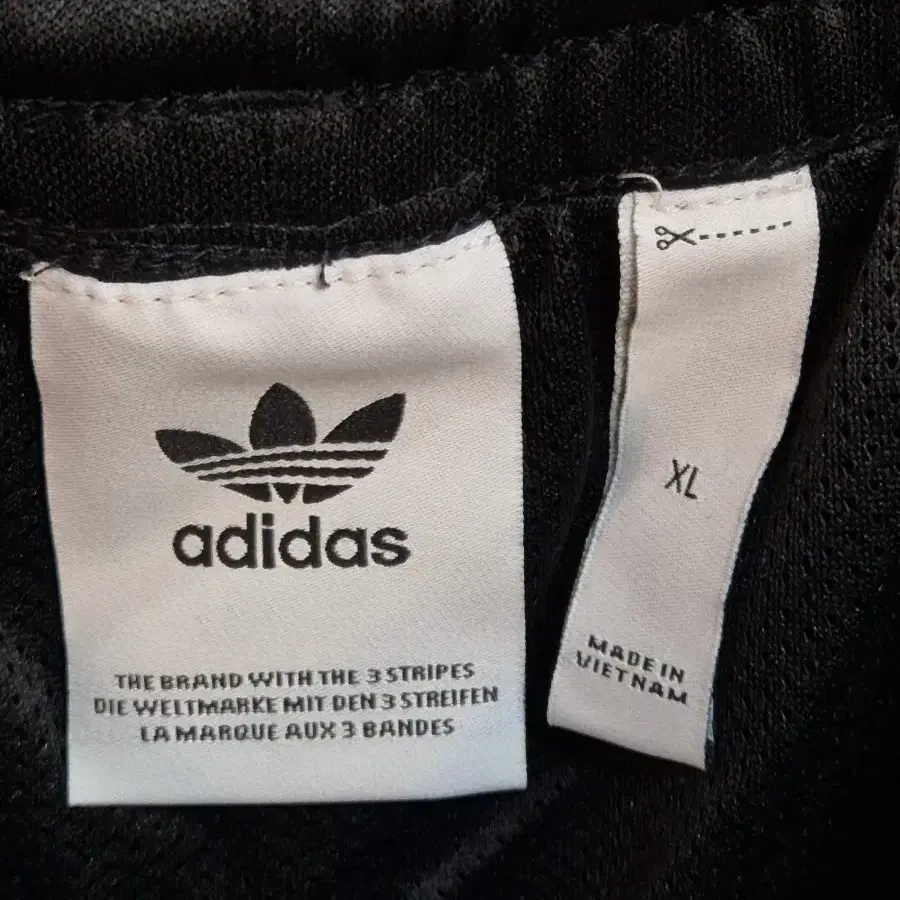 adidas
THE BRAND WITH THE 3 STRIPES
DIE WELTMARKE MIT DEN 3 STREIFEN
LA MARQUE AUX 3 BANDES
XL
MADE IN
VIETNAM